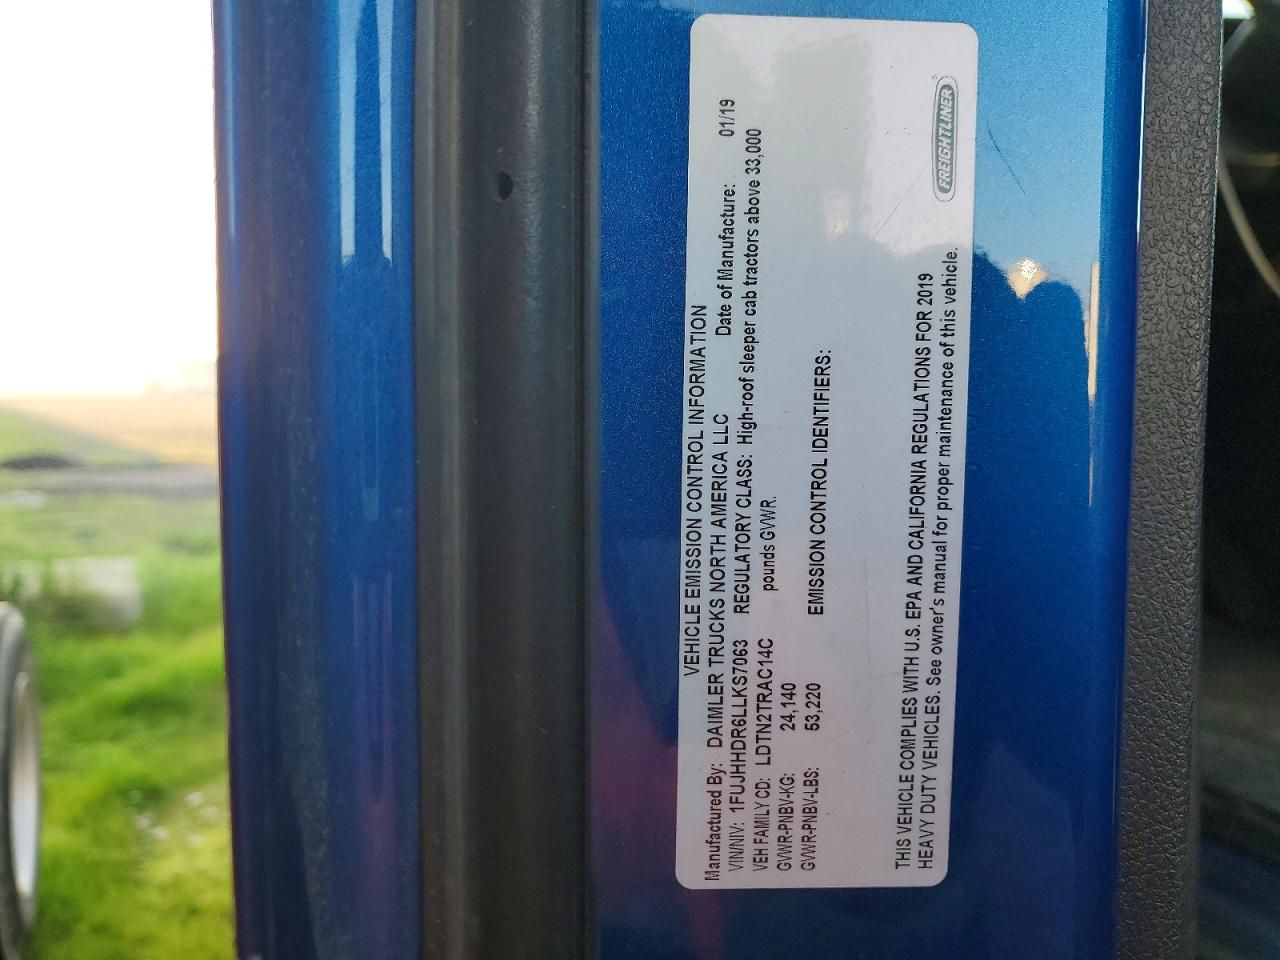 VEHICLE EMISSION CONTROL INFORMATION
Manufactured By: DAIMLER TRUCKS NORTH AMERICA LLC Date of Manufacture: 01/19
VIN/NIV: 1FUJHHDR6LLKS7063 REGULATORY CLASS: High-roof sleeper cab tractors above 33,000
VEH FAMILY CD: LDTN2TRAC14C pounds GVWR.
GVWR-PNBV-KG: 24,140
GVWR-PNBV-LBS: 53,220 EMISSION CONTROL IDENTIFIERS:
THIS VEHICLE COMPLIES WITH U.S. EPA AND CALIFORNIA REGULATIONS FOR 2019
HEAVY DUTY VEHICLES. See owner's manual for proper maintenance of this vehicle.
FREIGHTLINER